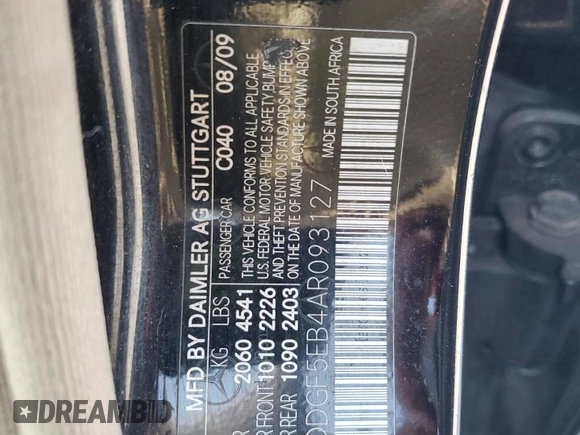 MFD BY DAIMLER AG STUTTGART
KG LBS PASSENGER CAR C040 08/09
2060 4541 THIS VEHICLE CONFORMS TO ALL APPLICABLE
FRONT 1010 2226 U.S. FEDERAL MOTOR VEHICLE SAFETY, BUMPER
REAR 1090 2403 AND THEFT PREVENTION STANDARDS IN EFFECT
ON THE DATE OF MANUFACTURE SHOWN ABOVE
DDGF5EB4AR093127 MADE IN SOUTH AFRICA
© DREAMBID